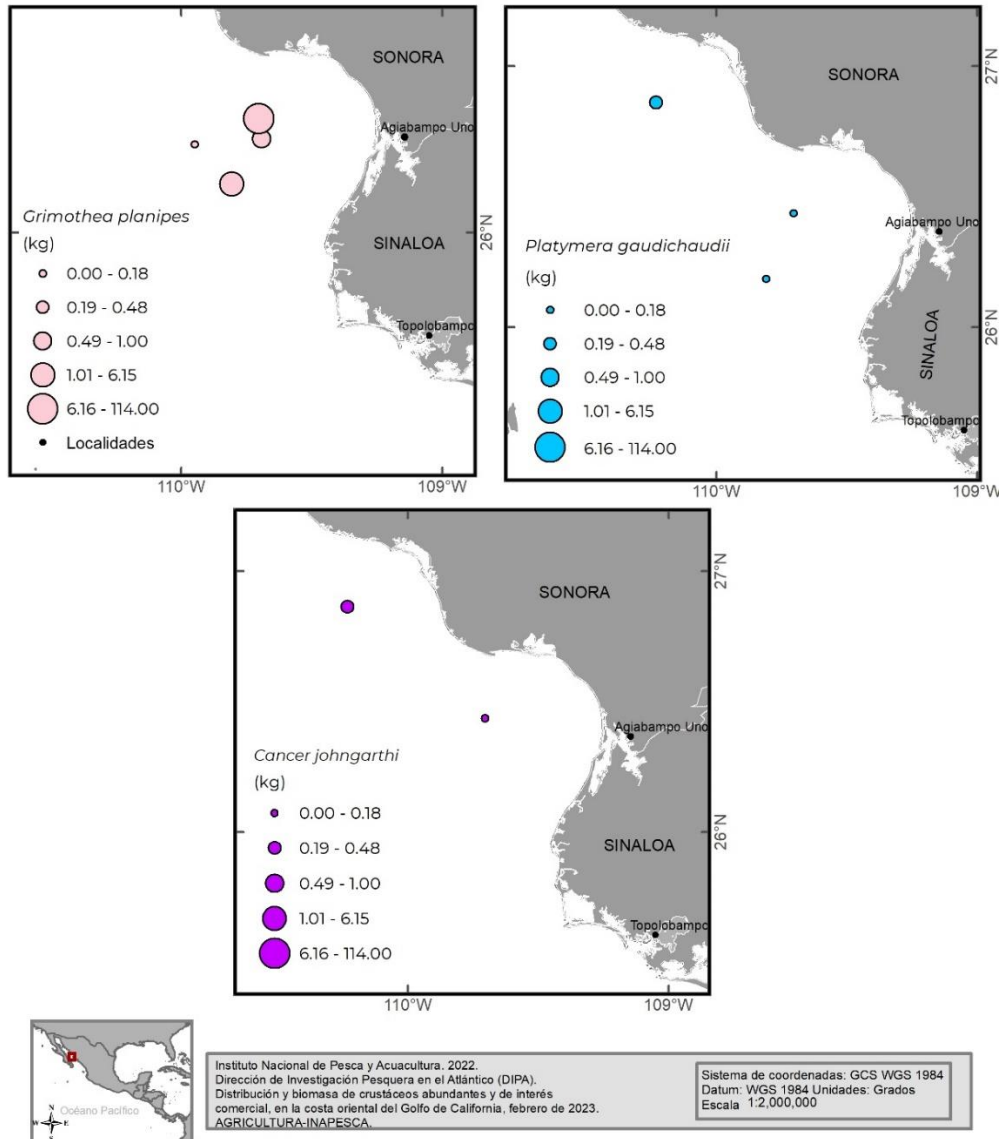 SONORA
Agiabampo Uno
26°N
SINALOA
Topolobampo
Grimothea planipes
(kg)
0.00 - 0.18
0.19 - 0.48
0.49 - 1.00
1.01 - 6.15
6.16 - 114.00
Localidades
110°W
109°W
27°N
SONORA
Agiabampo Uno
Platymera gaudichaudii
(kg)
0.00 - 0.18
0.19 - 0.48
0.49 - 1.00
1.01 - 6.15
6.16 - 114.00
26°N
SINALOA
Topolobampo
110°W
109°W
27°N
SONORA
Agiabampo Uno
Cancer johngarthi
(kg)
0.00 - 0.18
0.19 - 0.48
0.49 - 1.00
1.01 - 6.15
6.16 - 114.00
26°N
SINALOA
Topolobampo
110°W
109°W
Océano Pacífico
N
W E
S
Instituto Nacional de Pesca y Acuacultura. 2022.
Dirección de Investigación Pesquera en el Atlántico (DIPA).
Distribución y biomasa de crustáceos abundantes y de interés
comercial, en la costa oriental del Golfo de California, febrero de 2023.
AGRICULTURA-INAPESCA.
Sistema de coordenadas: GCS WGS 1984
Datum: WGS 1984 Unidades: Grados
Escala 1:2,000,000